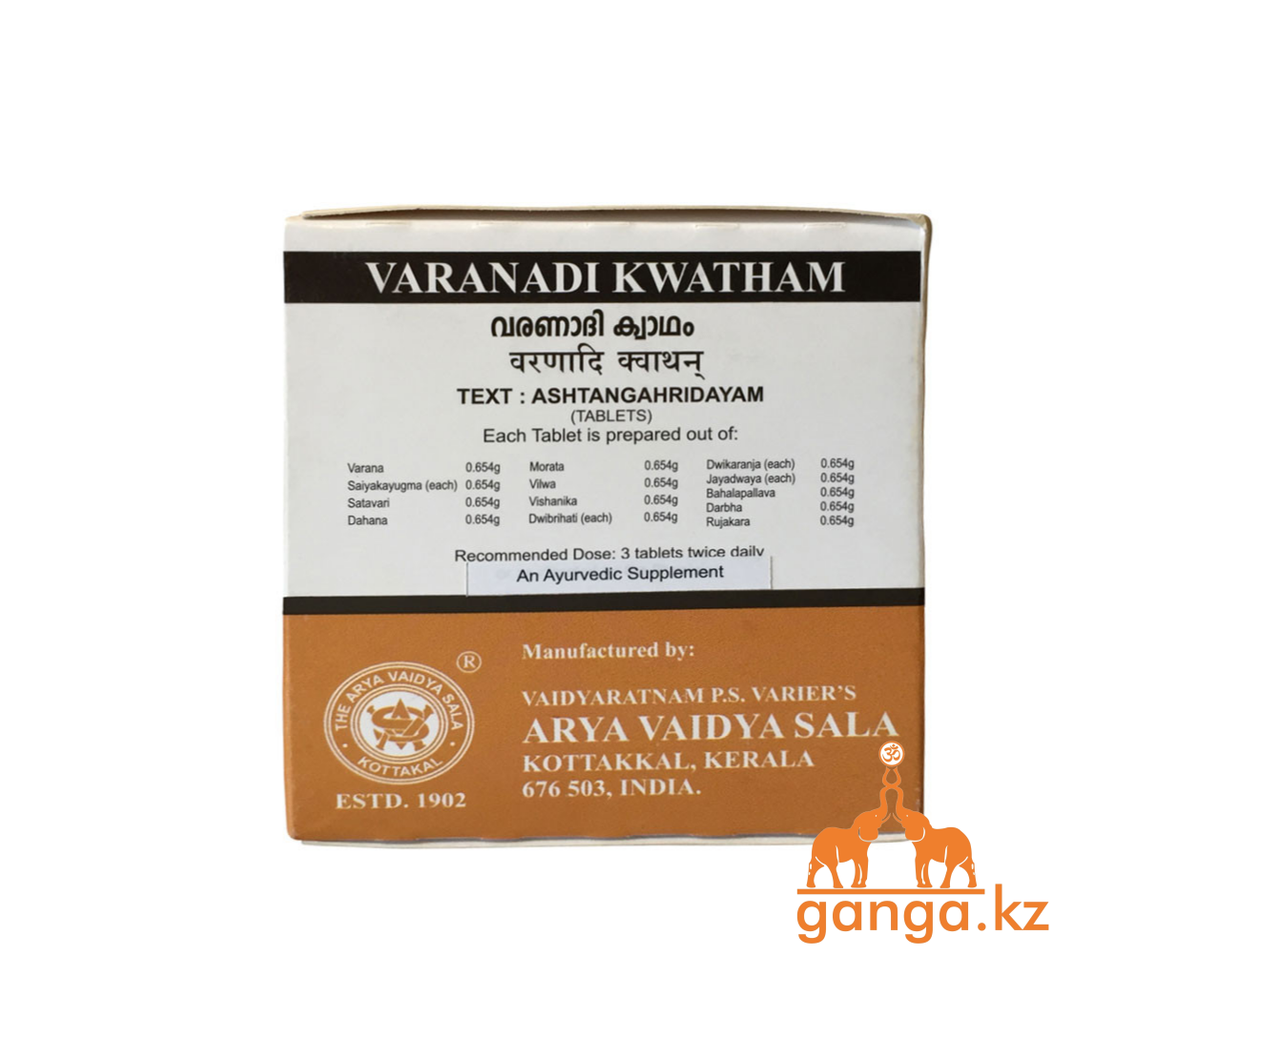 VARANADI KWATHAM
വരണാദി ക്വാഥം
वरणादि क्वाथन्
TEXT : ASHTANGAHRIDAYAM
(TABLETS)
Each Tablet is prepared out of:
Varana 0.654g
Saiyakayugma (each) 0.654g
Satavari 0.654g
Dahana 0.654g
Morata 0.654g
Vilwa 0.654g
Vishanika 0.654g
Dwibrihati (each) 0.654g
Dwikaranja (each) 0.654g
Jayadwaya (each) 0.654g
Bahalapallava 0.654g
Darbha 0.654g
Rujakara 0.654g
Recommended Dose: 3 tablets twice daily
An Ayurvedic Supplement
Manufactured by:
VAIDYARATNAM P.S. VARIER'S
ARYA VAIDYA SALA
KOTTAKKAL, KERALA
676 503, INDIA.
®
THE ARYA VAIDYA SALA
• KOTTAKAL •
ESTD. 1902
ॐ
ganga.kz